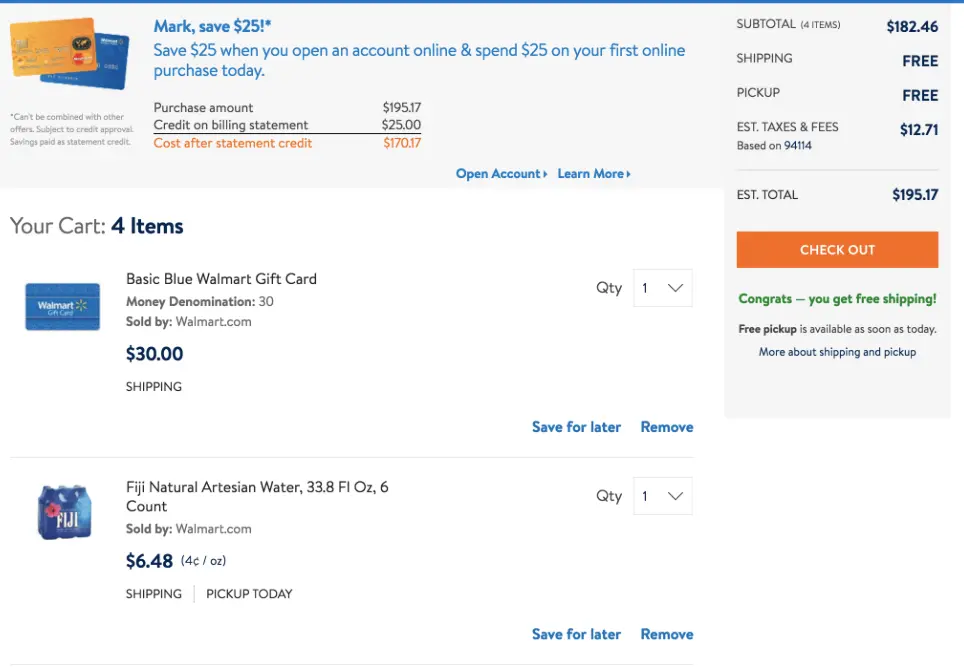 Mark, save $25!*
Save $25 when you open an account online & spend $25 on your first online
purchase today.
*Can't be combined with other
offers. Subject to credit approval.
Savings paid as statement credit.
Purchase amount $195.17
Credit on billing statement $25.00
Cost after statement credit $170.17
Open Account Learn More
SUBTOTAL (4 ITEMS) $182.46
SHIPPING FREE
PICKUP FREE
EST. TAXES & FEES $12.71
Based on 94114
EST. TOTAL $195.17
CHECK OUT
Congrats — you get free shipping!
Free pickup is available as soon as today.
More about shipping and pickup
Your Cart: 4 Items
Walmart
Gift Card
Basic Blue Walmart Gift Card
Money Denomination: 30
Sold by: Walmart.com
$30.00
SHIPPING
Qty 1
Save for later Remove
FIJI
Fiji Natural Artesian Water, 33.8 Fl Oz, 6
Count
Sold by: Walmart.com
$6.48 (4¢ / oz)
SHIPPING PICKUP TODAY
Qty 1
Save for later Remove